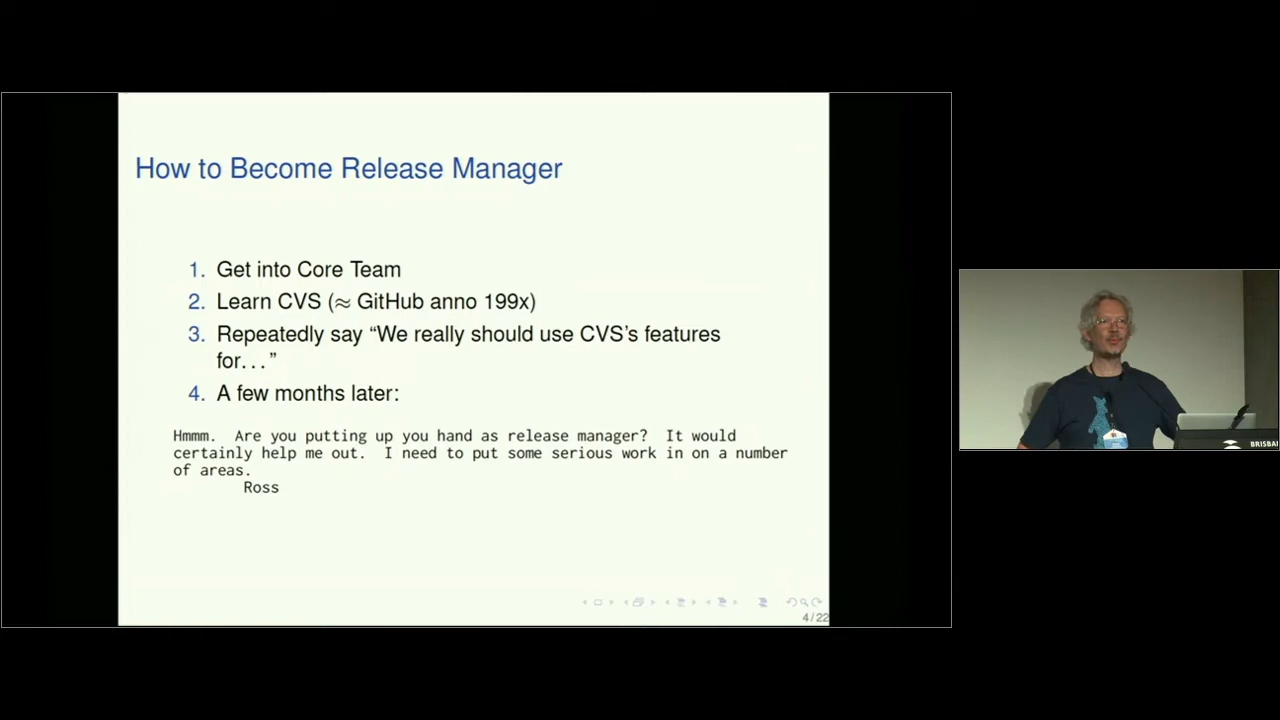 How to Become Release Manager
1. Get into Core Team
2. Learn CVS (≈ GitHub anno 199x)
3. Repeatedly say “We really should use CVS’s features
for. . . ”
4. A few months later:
Hmmm. Are you putting up you hand as release manager? It would
certainly help me out. I need to put some serious work in on a number
of areas.
Ross
4 / 22
BRISBA